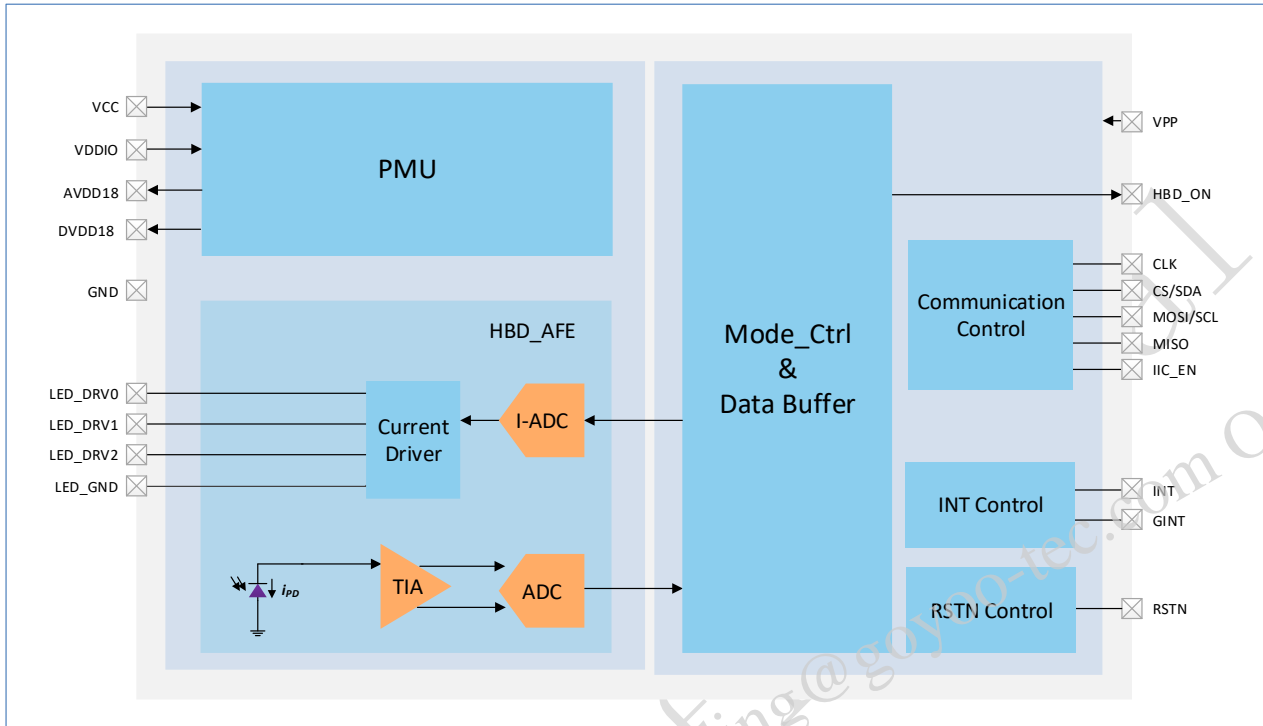 VCC
VDDIO
AVDD18
DVDD18
GND
LED_DRV0
LED_DRV1
LED_DRV2
LED_GND
PMU
HBD_AFE
Current
Driver
I-ADC
iPD
TIA
ADC
Mode_Ctrl
&
Data Buffer
Communication
Control
INT Control
RSTN Control
VPP
HBD_ON
CLK
CS/SDA
MOSI/SCL
MISO
IIC_EN
INT
GINT
RSTN
ing@goyoo-tec.com O